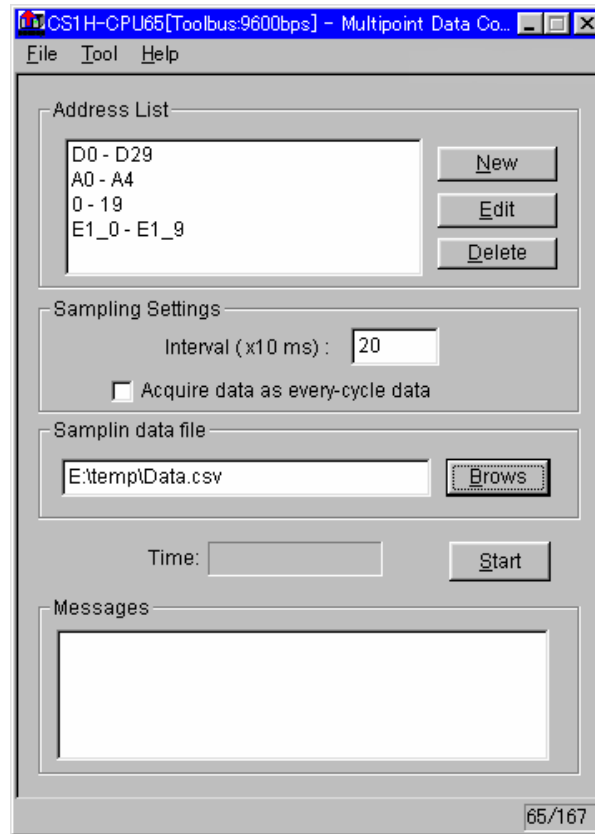 CS1H-CPU65[Toolbus:9600bps] - Multipoint Data Co...
File Tool Help
Address List
D0 - D29
A0 - A4
0 - 19
E1_0 - E1_9
New
Edit
Delete
Sampling Settings
Interval (x10 ms) : 20
Acquire data as every-cycle data
Samplin data file
E:\temp\Data.csv
Brows
Time:
Start
Messages
65/167